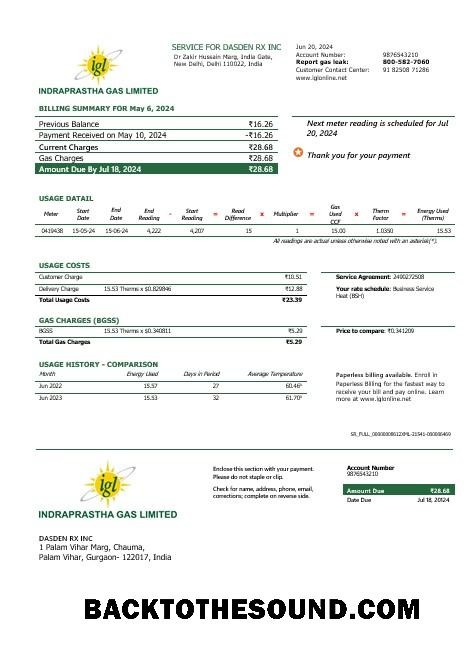 igl
INDRAPRASTHA GAS LIMITED
SERVICE FOR DASDEN RX INC
Dr Zakir Hussain Marg, India Gate,
New Delhi, Delhi 110022, India
Jun 20, 2024
Account Number: 9876543210
Report gas leak: 800-582-7060
Customer Contact Center: 91 82508 71286
www.iglonline.net
BILLING SUMMARY FOR May 6, 2024
Previous Balance ₹16.26
Payment Received on May 10, 2024 -₹16.26
Current Charges ₹28.68
Gas Charges ₹28.68
Amount Due By Jul 18, 2024 ₹28.68
Next meter reading is scheduled for Jul
20, 2024
Thank you for your payment
USAGE DATAIL
Meter Start Date End Date End Reading - Start Reading = Read Difference x Multiplier = Gas Used CCF x Therm Factor = Energy Used (Therms)
0419438 15-05-24 15-06-24 4,222 4,207 15 1 15.00 1.0350 15.53
All readings are actual unless otherwise noted with an asterisk(*).
USAGE COSTS
Customer Charge ₹10.51
Delivery Charge 15.53 Therms x $0.829846 ₹12.88
Total Usage Costs ₹23.39
Service Agreement: 2490272508
Your rate schedule: Business Service
Heat (BSH)
GAS CHARGES (BGSS)
BGSS 15.53 Therms x $0.340811 ₹5.29
Total Gas Charges ₹5.29
Price to compare: ₹0.341209
USAGE HISTORY - COMPARISON
Month Energy Used Days in Period Average Temperature
Jun 2022 15.57 27 60.46°
Jun 2023 15.53 32 61.70°
Paperless billing available. Enroll in
Paperless Billing for the fastest way to
receive your bill and pay online. Learn
more at www.iglonline.net
igl
INDRAPRASTHA GAS LIMITED
Enclose this section with your payment.
Please do not staple or clip.
Check for name, address, phone, email,
corrections; complete on reverse side.
Account Number
9876543210
Amount Due ₹28.68
Date Due Jul 18, 20124
DASDEN RX INC
1 Palam Vihar Marg, Chauma,
Palam Vihar, Gurgaon- 122017, India
BACKTOTHESOUND.COM